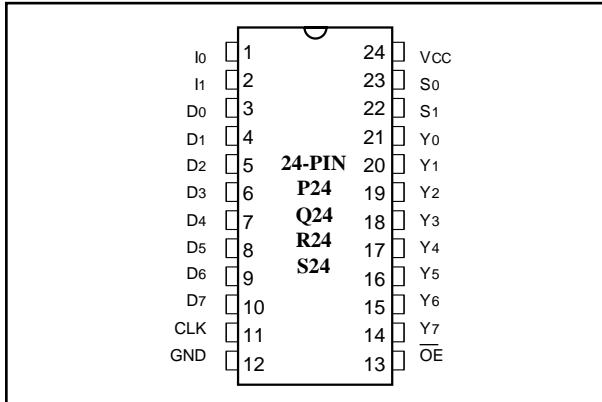 I0 1 24 VCC
I1 2 23 S0
D0 3 22 S1
D1 4 21 Y0
D2 5 24-PIN 20 Y1
D3 6 P24 19 Y2
D4 7 Q24 18 Y3
D5 8 R24 17 Y4
D6 9 S24 16 Y5
D7 10 15 Y6
CLK 11 14 Y7
GND 12 13 O̅E̅